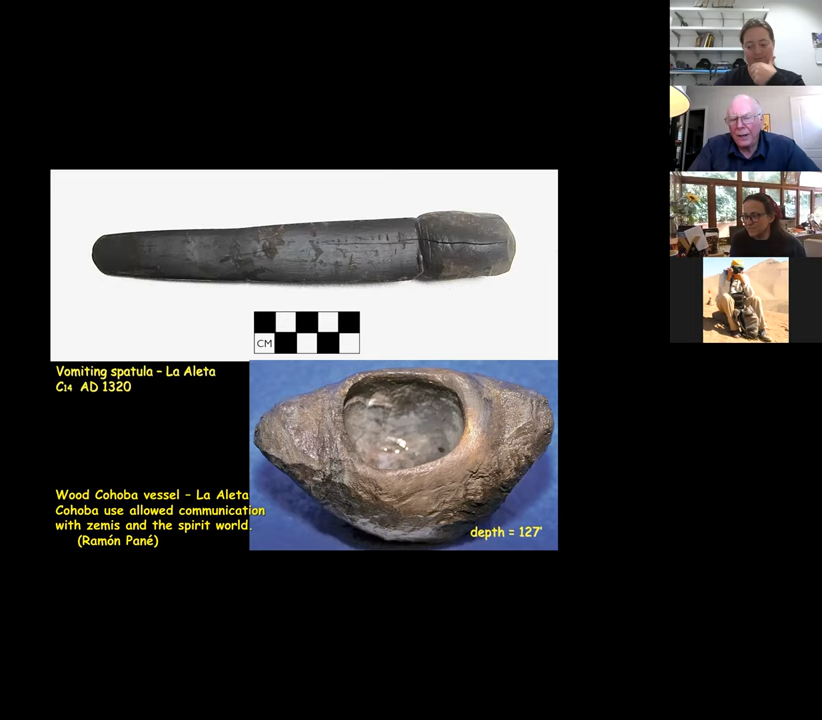 CM
Vomiting spatula – La Aleta
C14 AD 1320
Wood Cohoba vessel – La Aleta
Cohoba use allowed communication
with zemis and the spirit world.
(Ramón Pané)
depth = 127'